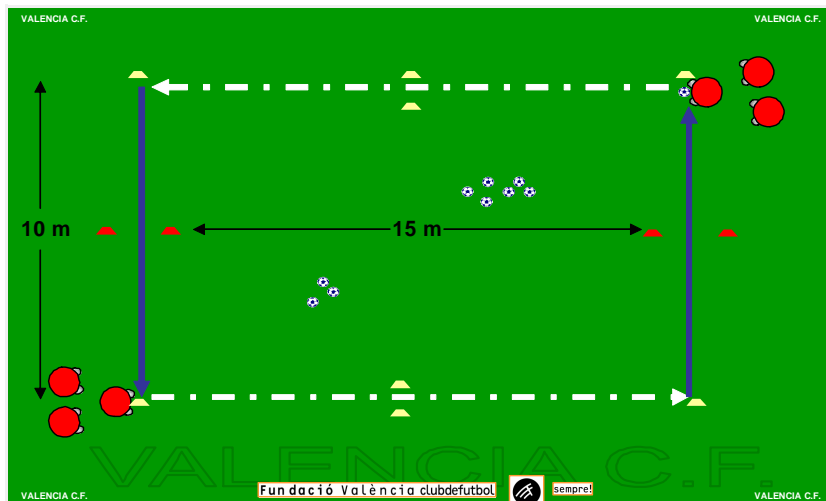 VALENCIA C.F. VALENCIA C.F.
10 m
15 m
VALENCIA C.F.
Fundació València clubdefutbol
sempre!
VALENCIA C.F. VALENCIA C.F.